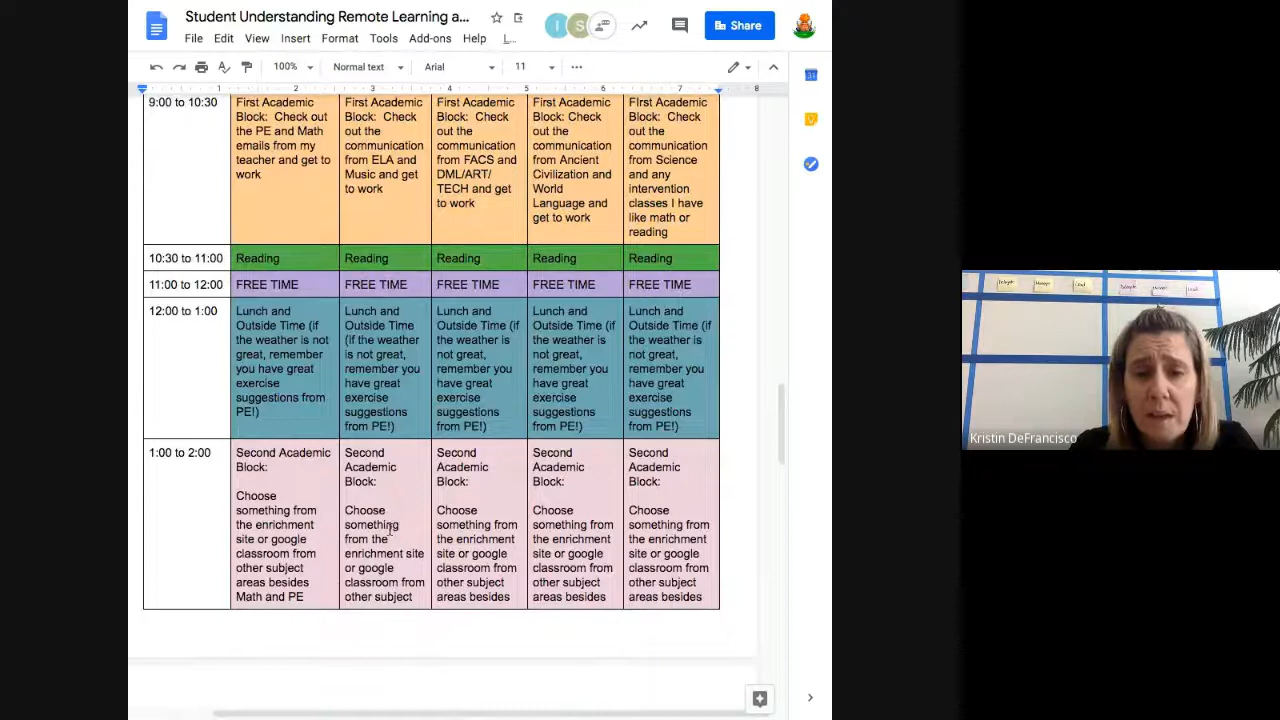 Student Understanding Remote Learning a...
File Edit View Insert Format Tools Add-ons Help L...
I S
Share
100% Normal text Arial 11
1 2 3 4 5 6 7 8
9:00 to 10:30
First Academic
Block: Check out
the PE and Math
emails from my
teacher and get to
work
First Academic
Block: Check
out the
communication
from ELA and
Music and get
to work
First Academic
Block: Check
out the
communication
from FACS and
DML/ART/
TECH and get
to work
First Academic
Block: Check
out the
communication
from Ancient
Civilization and
World
Language and
get to work
FIrst Academic
Block: Check
out the
communication
from Science
and any
intervention
classes I have
like math or
reading
10:30 to 11:00 Reading Reading Reading Reading Reading
11:00 to 12:00 FREE TIME FREE TIME FREE TIME FREE TIME FREE TIME
12:00 to 1:00
Lunch and
Outside Time (if
the weather is not
great, remember
you have great
exercise
suggestions from
PE!)
Lunch and
Outside Time
(if the weather
is not great,
remember you
have great
exercise
suggestions
from PE!)
Lunch and
Outside Time (if
the weather is
not great,
remember you
have great
exercise
suggestions
from PE!)
Lunch and
Outside Time (if
the weather is
not great,
remember you
have great
exercise
suggestions
from PE!)
Lunch and
Outside Time (if
the weather is
not great,
remember you
have great
exercise
suggestions
from PE!)
1:00 to 2:00
Second Academic
Block:
Choose
something from
the enrichment
site or google
classroom from
other subject
areas besides
Math and PE
Second
Academic
Block:
Choose
something
from the
enrichment site
or google
classroom from
other subject
Second
Academic
Block:
Choose
something from
the enrichment
site or google
classroom from
other subject
areas besides
Second
Academic
Block:
Choose
something from
the enrichment
site or google
classroom from
other subject
areas besides
Second
Academic
Block:
Choose
something from
the enrichment
site or google
classroom from
other subject
areas besides
Kristin DeFrancisco